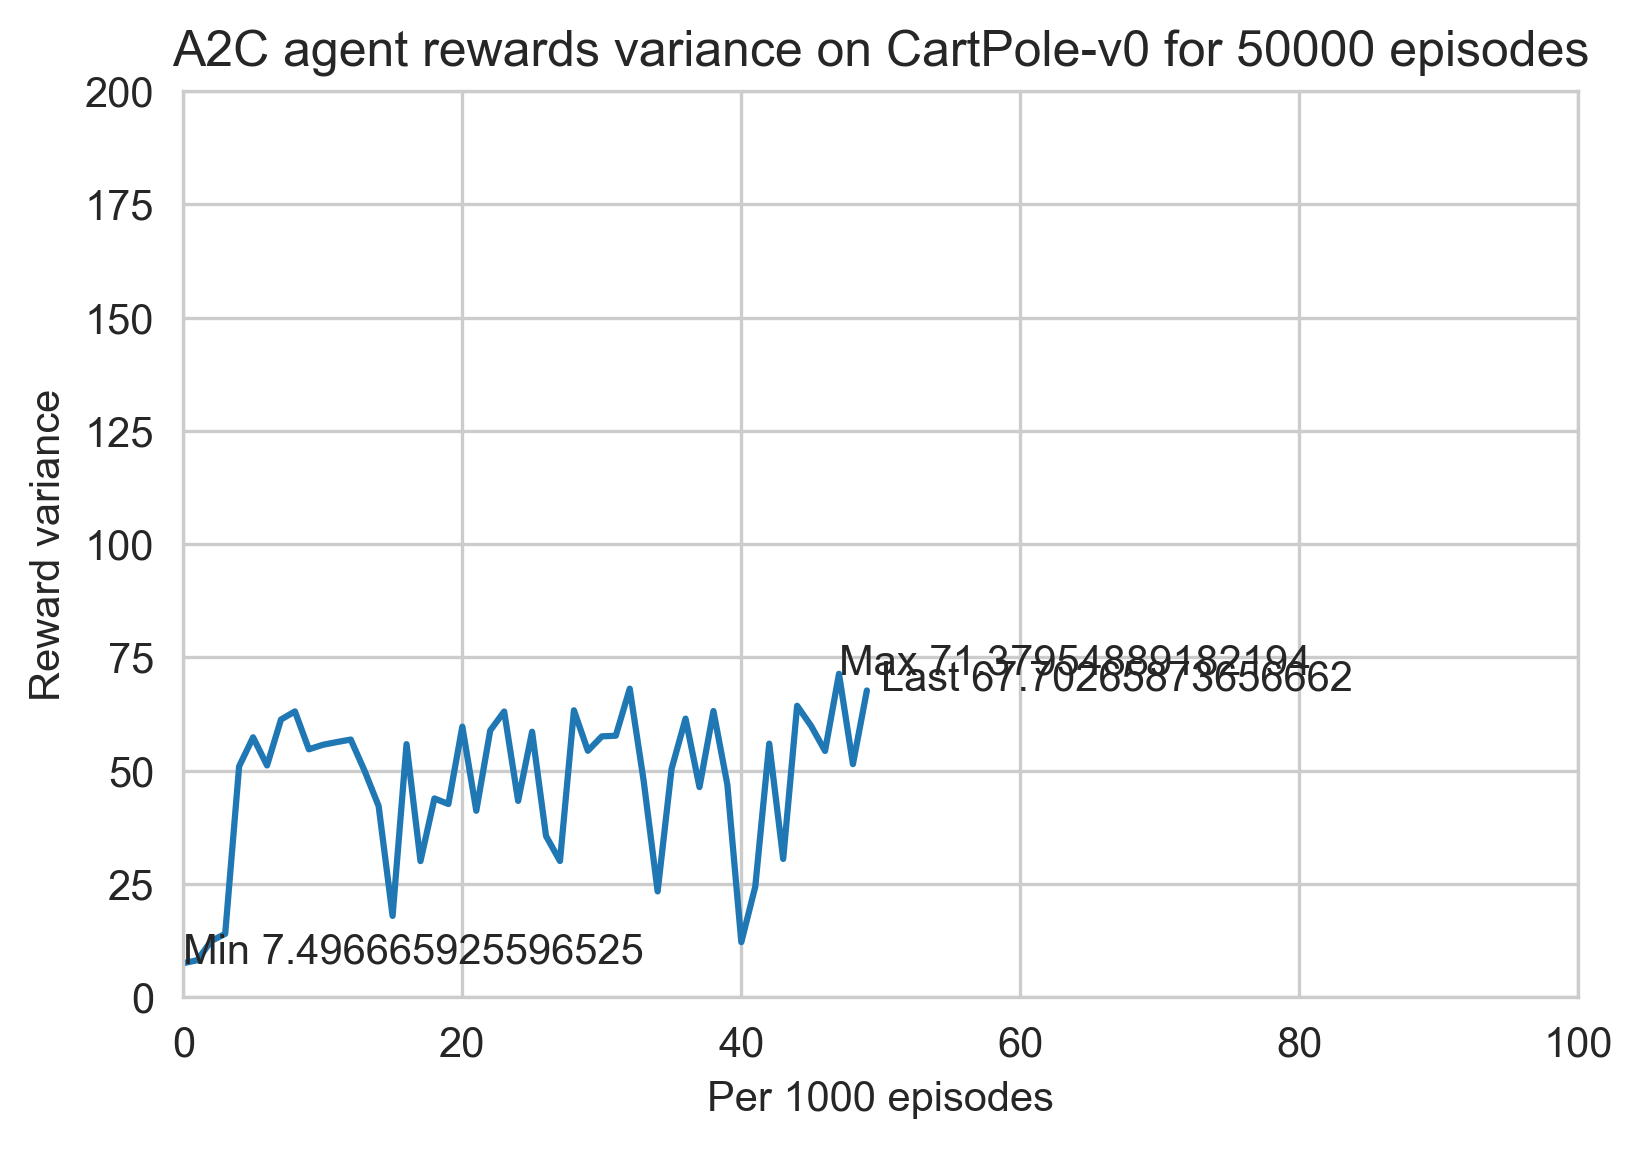 A2C agent rewards variance on CartPole-v0 for 50000 episodes
200
175
150
125
100
75
50
25
0
Reward variance
Max 71.37954889182194
Last 67.70265873656662
Min 7.496665925596525
0 20 40 60 80 100
Per 1000 episodes